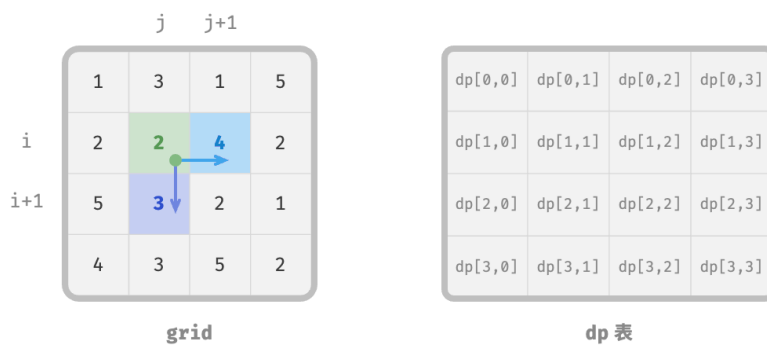 j j+1
1 3 1 5 dp[0,0] dp[0,1] dp[0,2] dp[0,3]
i 2 2 4 2 dp[1,0] dp[1,1] dp[1,2] dp[1,3]
i+1 5 3 2 1 dp[2,0] dp[2,1] dp[2,2] dp[2,3]
4 3 5 2 dp[3,0] dp[3,1] dp[3,2] dp[3,3]
grid dp 表